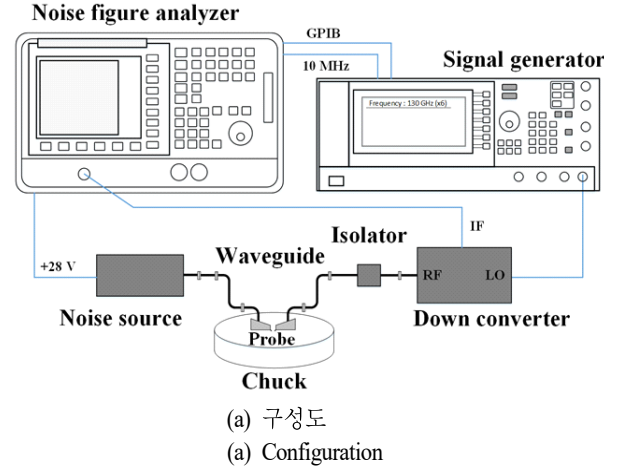 Noise figure analyzer
GPIB
10 MHz
Signal generator
Frequency : 130 GHz (x6)
IF
Isolator
Waveguide
+28 V
RF
LO
Noise source
Probe
Down converter
Chuck
(a) 구성도
(a) Configuration